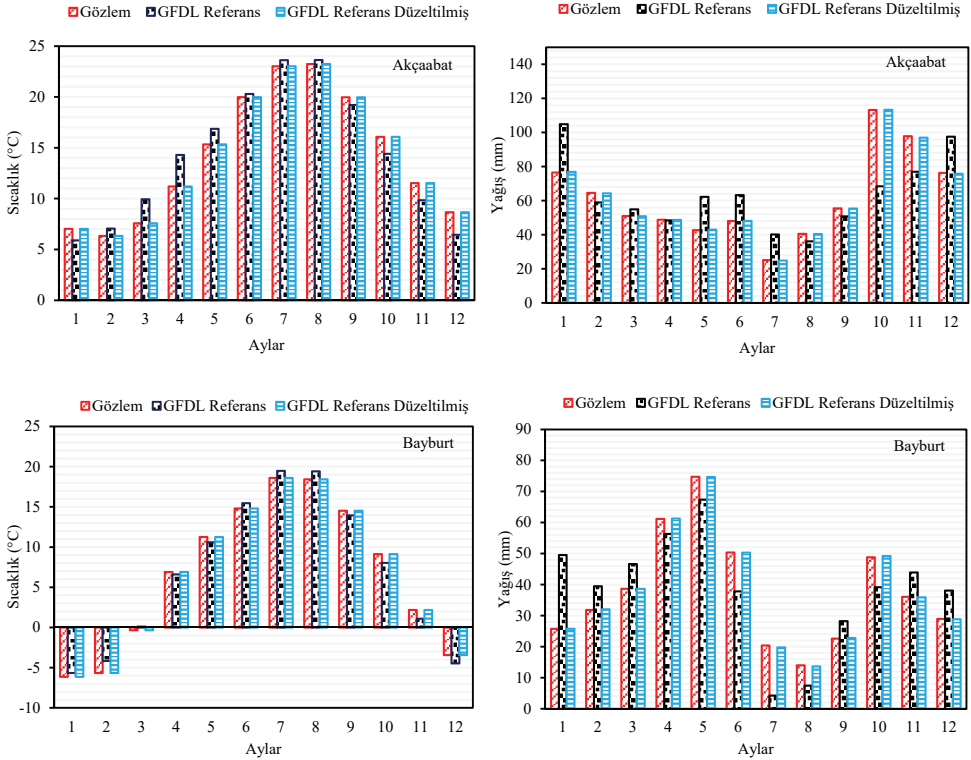 Gözlem GFDL Referans GFDL Referans Düzeltilmiş
25
20
15
10
5
0
Sıcaklık (°C)
Akçaabat
1 2 3 4 5 6 7 8 9 10 11 12
Aylar
Gözlem GFDL Referans GFDL Referans Düzeltilmiş
140
120
100
80
60
40
20
0
Yağış (mm)
Akçaabat
1 2 3 4 5 6 7 8 9 10 11 12
Aylar
Gözlem GFDL Referans GFDL Referans Düzeltilmiş
25
20
15
10
5
0
-5
-10
Sıcaklık (°C)
Bayburt
1 2 3 4 5 6 7 8 9 10 11 12
Aylar
Gözlem GFDL Referans GFDL Referans Düzeltilmiş
90
80
70
60
50
40
30
20
10
0
Yağış (mm)
Bayburt
1 2 3 4 5 6 7 8 9 10 11 12
Aylar